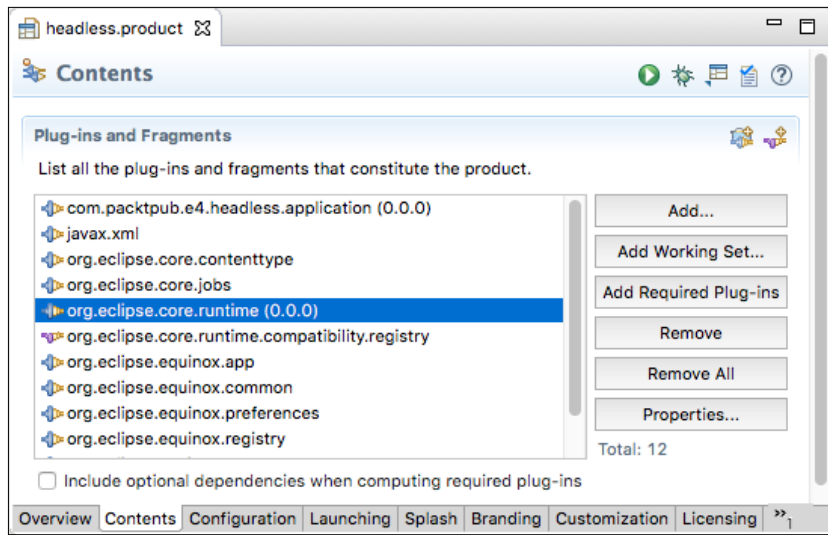 headless.product
Contents
Plug-ins and Fragments
List all the plug-ins and fragments that constitute the product.
com.packtpub.e4.headless.application (0.0.0)
javax.xml
org.eclipse.core.contenttype
org.eclipse.core.jobs
org.eclipse.core.runtime (0.0.0)
org.eclipse.core.runtime.compatibility.registry
org.eclipse.equinox.app
org.eclipse.equinox.common
org.eclipse.equinox.preferences
org.eclipse.equinox.registry
Add...
Add Working Set...
Add Required Plug-ins
Remove
Remove All
Properties...
Total: 12
Include optional dependencies when computing required plug-ins
Overview Contents Configuration Launching Splash Branding Customization Licensing »1